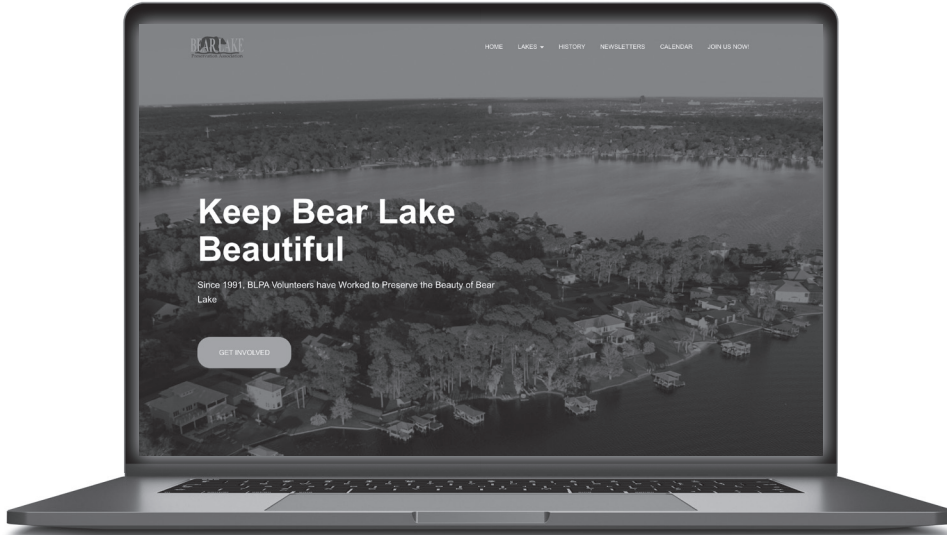 BEAR LAKE
HOME LAKES HISTORY NEWSLETTERS CALENDAR JOIN US NOW!
Keep Bear Lake
Beautiful
Since 1991, BLPA Volunteers have Worked to Preserve the Beauty of Bear
Lake
GET INVOLVED